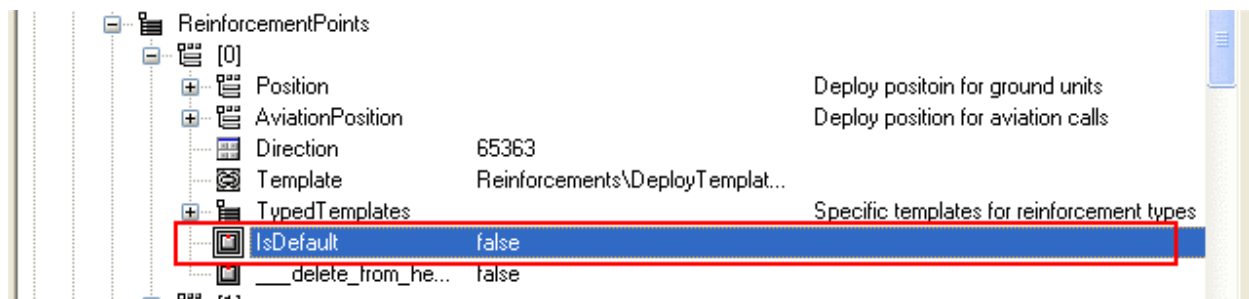 ReinforcementPoints
[0]
Position Deploy positoin for ground units
AviationPosition Deploy position for aviation calls
Direction 65363
Template Reinforcements\DeployTemplat...
TypedTemplates Specific templates for reinforcement types
IsDefault false
___delete_from_he... false
[1]